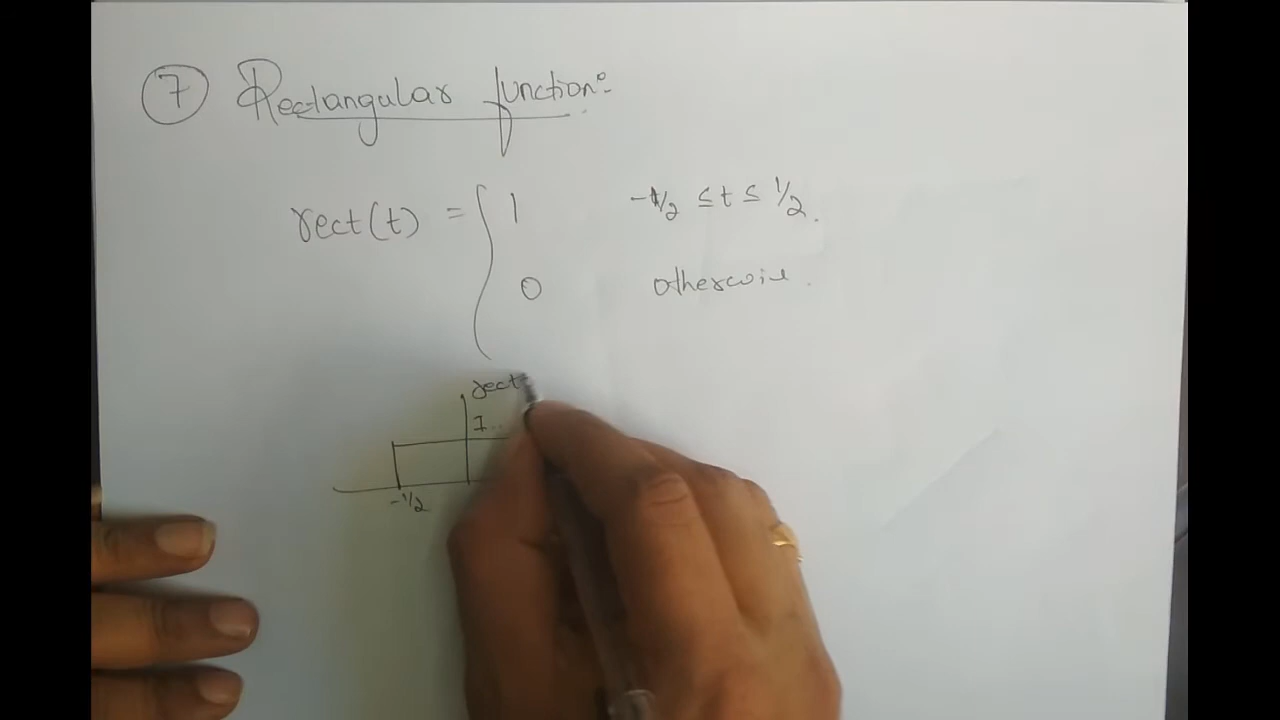 7 Rectangular function:-
rect(t) = { 1 -1/2 ≤ t ≤ 1/2.
0 otherwise.
rect
1..
-1/2